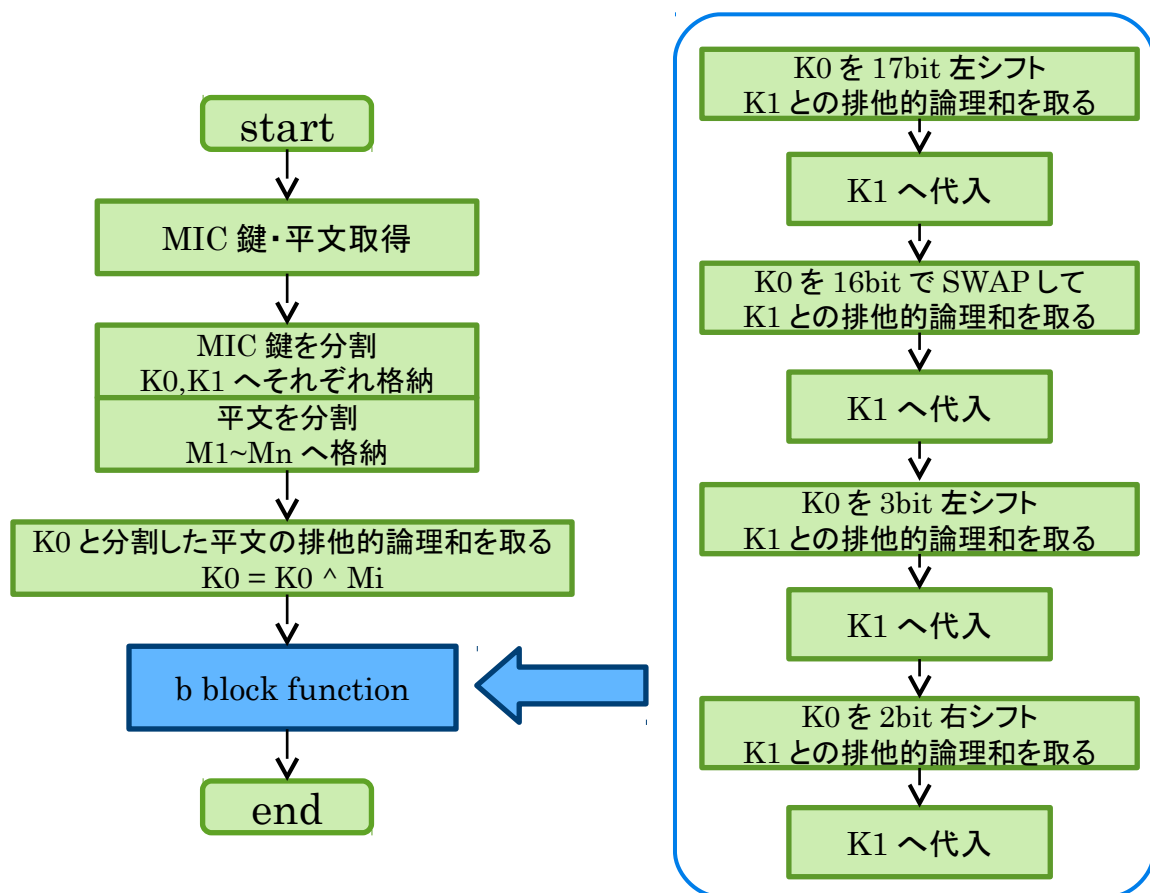 start
MIC 鍵・平文取得
MIC 鍵を分割
K0,K1 へそれぞれ格納
平文を分割
M1~Mn へ格納
K0 と分割した平文の排他的論理和を取る
K0 = K0 ^ Mi
b block function
end
K0 を 17bit 左シフト
K1 との排他的論理和を取る
K1 へ代入
K0 を 16bit で SWAP して
K1 との排他的論理和を取る
K1 へ代入
K0 を 3bit 左シフト
K1 との排他的論理和を取る
K1 へ代入
K0 を 2bit 右シフト
K1 との排他的論理和を取る
K1 へ代入